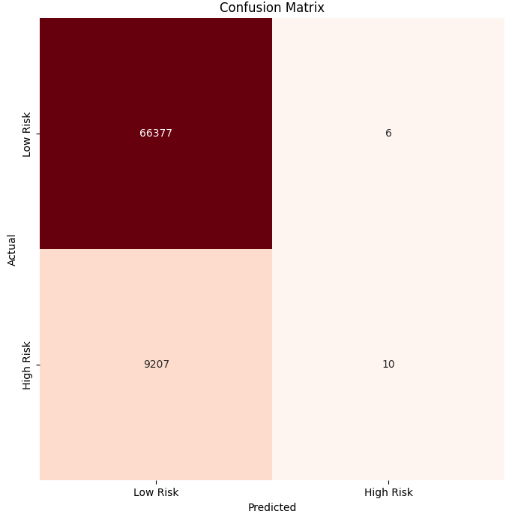 Confusion Matrix
Low Risk
66377
6
Actual
High Risk
9207
10
Low Risk
High Risk
Predicted